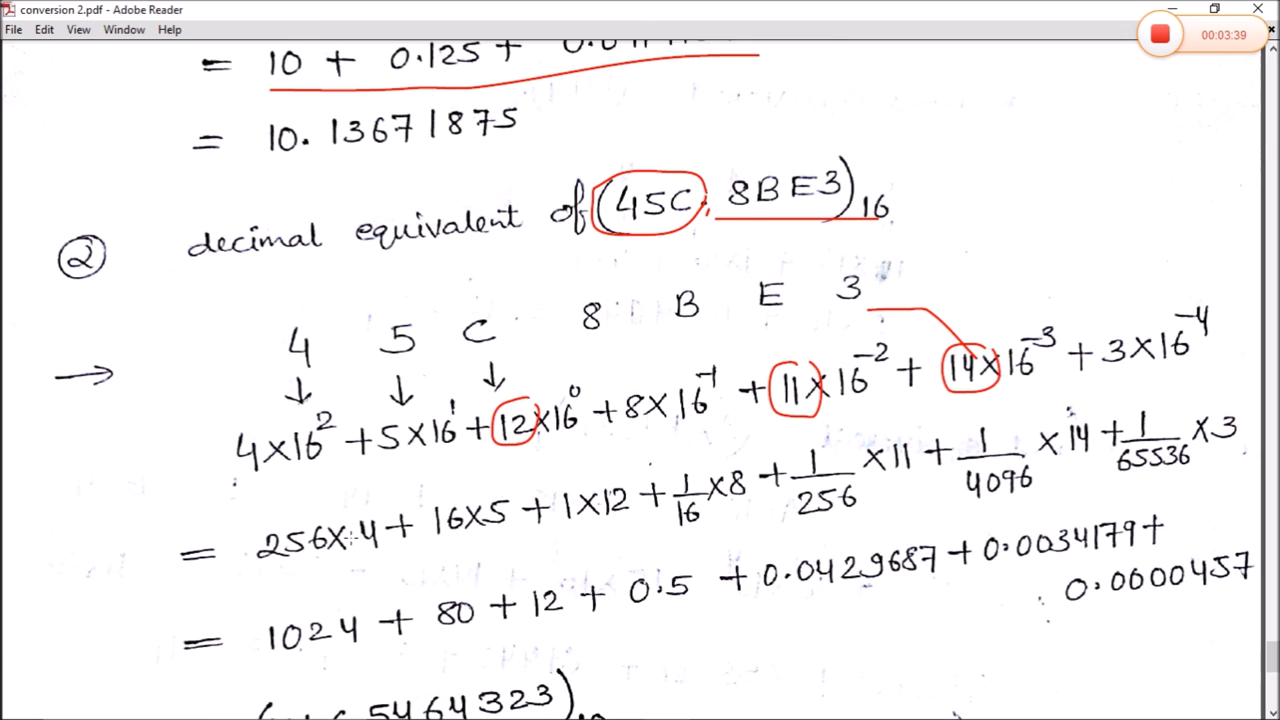 conversion 2.pdf - Adobe Reader
File Edit View Window Help
00:03:39
= 10 + 0.125 +
= 10.13671875
② decimal equivalent of (45C. 8BE3)16
4 5 C 8 B E 3
→ ↓ ↓ ↓
4×16² + 5×16¹ + 12×16⁰ + 8×16⁻¹ + 11×16⁻² + 14×16⁻³ + 3×16⁻⁴
= 256×4 + 16×5 + 1×12 + 1/16 ×8 + 1/256 ×11 + 1/4096 ×14 + 1/65536 ×3
= 1024 + 80 + 12 + 0.5 + 0.0429687 + 0.0034179 +
0.0000457
5464323)